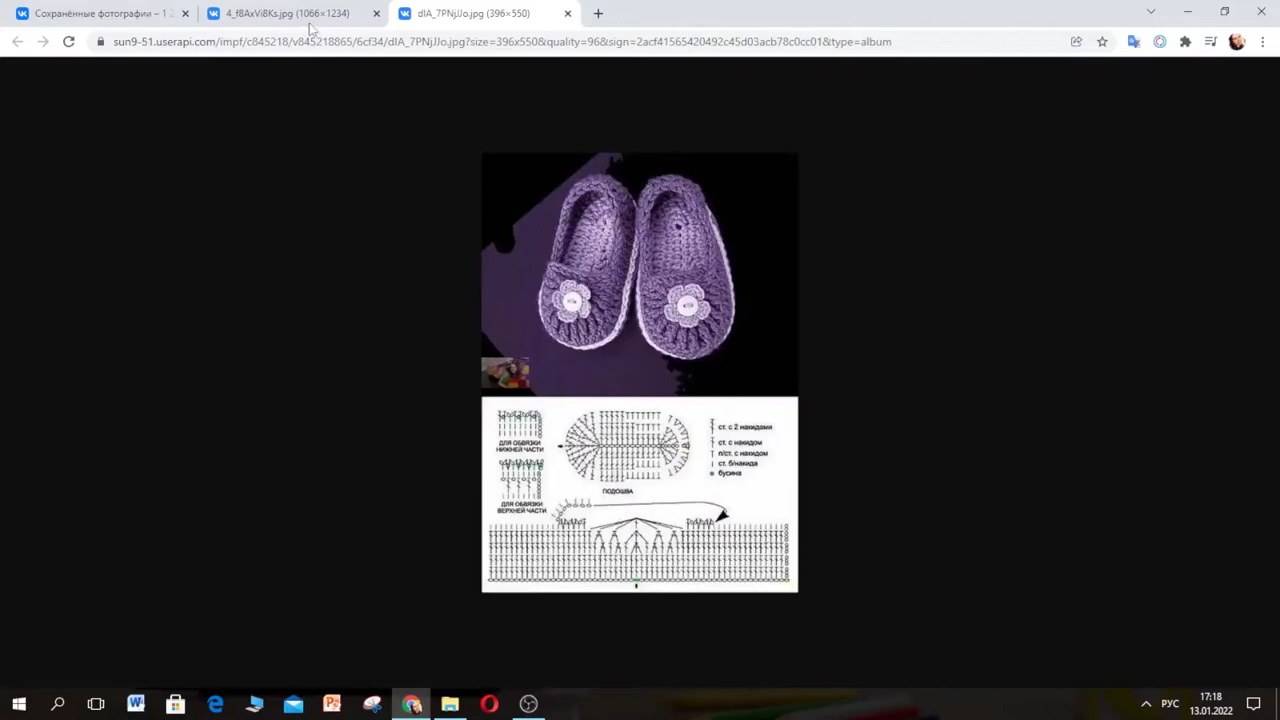 Сохранённые фотографии – 1 2
4_f8AxVi8Ks.jpg (1066×1234)
dIA_7PNjJJo.jpg (396×550)
sun9-51.userapi.com/impf/c845218/v845218865/6cf34/dIA_7PNjJJo.jpg?size=396x550&quality=96&sign=2acf41565420492c45d03acb78c0cc01&type=album
ДЛЯ ОБВЯЗКИ
НИЖНЕЙ ЧАСТИ
ДЛЯ ОБВЯЗКИ
ВЕРХНЕЙ ЧАСТИ
ПОДОШВА
ст. с 2 накидами
ст. с накидом
п/ст. с накидом
ст. б/накида
бусина
РУС
17:18
13.01.2022